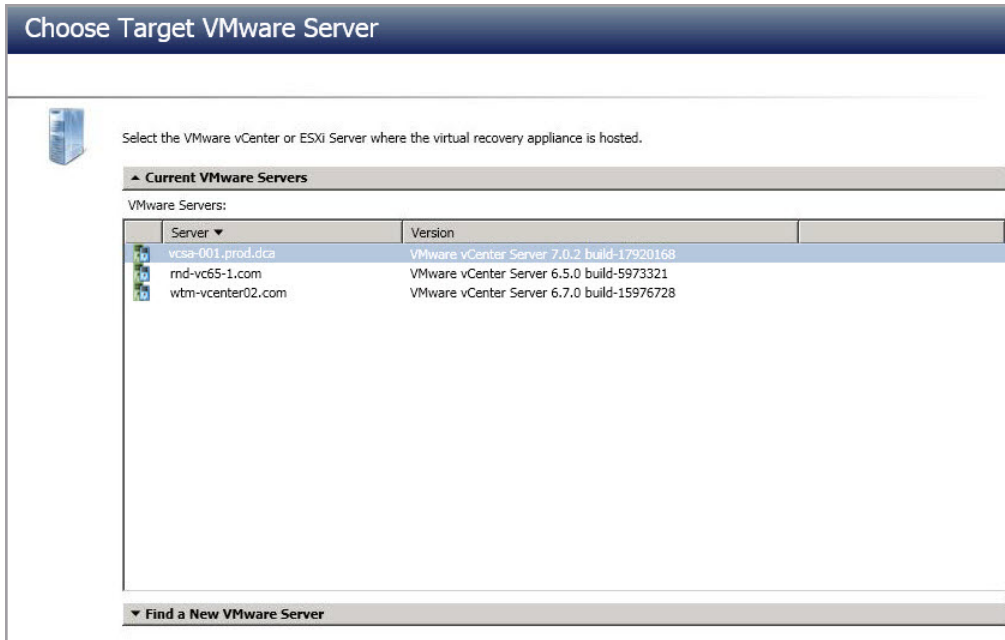 Choose Target VMware Server
Select the VMware vCenter or ESXi Server where the virtual recovery appliance is hosted.
Current VMware Servers
VMware Servers:
Server Version
vcsa-001.prod.dca VMware vCenter Server 7.0.2 build-17920168
rnd-vc65-1.com VMware vCenter Server 6.5.0 build-5973321
wtm-vcenter02.com VMware vCenter Server 6.7.0 build-15976728
Find a New VMware Server